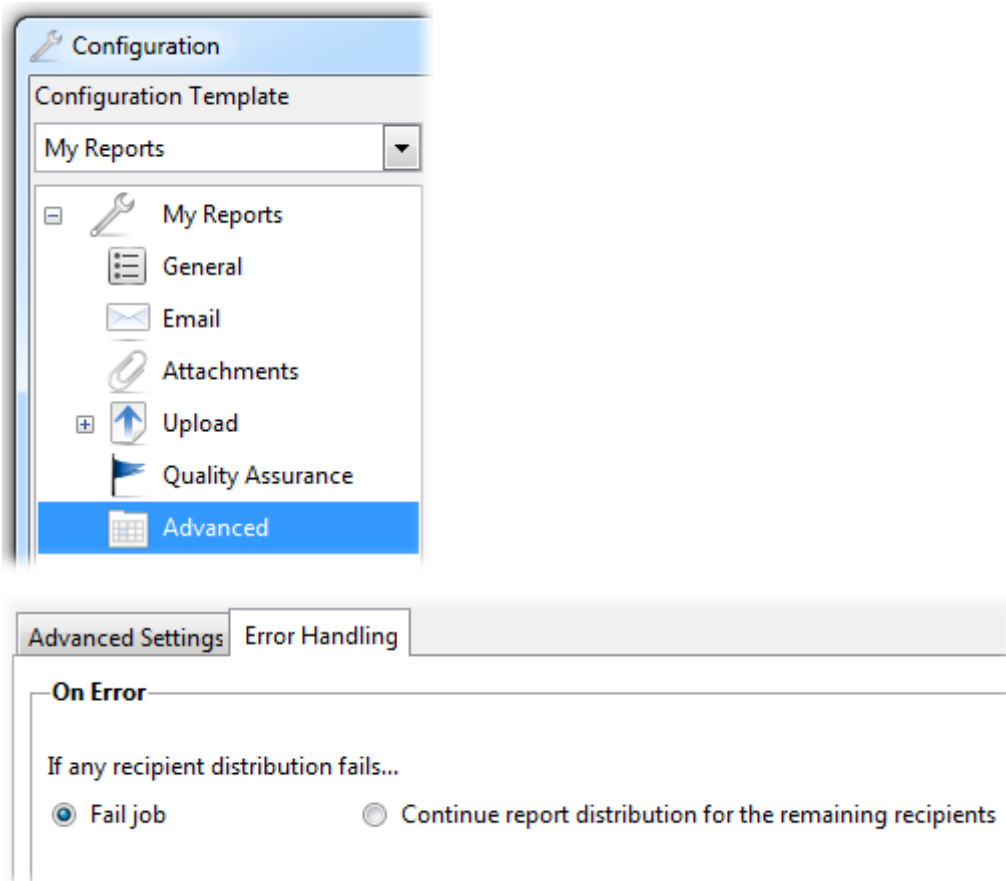 Configuration
Configuration Template
My Reports
My Reports
General
Email
Attachments
Upload
Quality Assurance
Advanced
Advanced Settings Error Handling
On Error
If any recipient distribution fails...
Fail job Continue report distribution for the remaining recipients